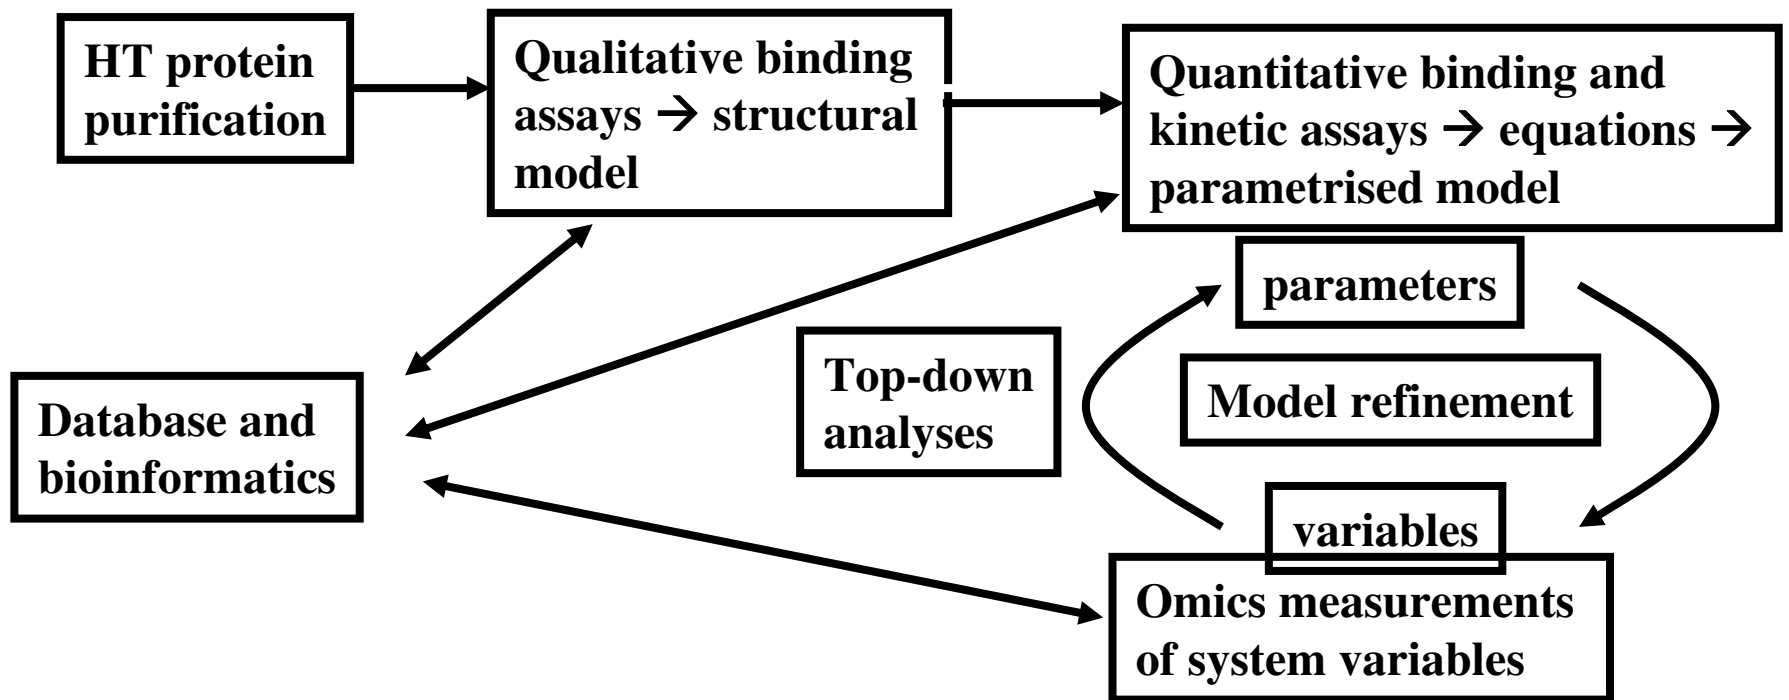 HT protein
purification
Qualitative binding
assays → structural
model
Quantitative binding and
kinetic assays → equations →
parametrised model
parameters
Top-down
analyses
Model refinement
Database and
bioinformatics
variables
Omics measurements
of system variables